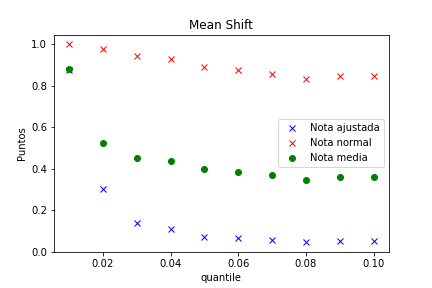 Mean Shift
1.0
0.8
0.6
0.4
0.2
0.0
Puntos
Nota ajustada
Nota normal
Nota media
0.02 0.04 0.06 0.08 0.10
quantile